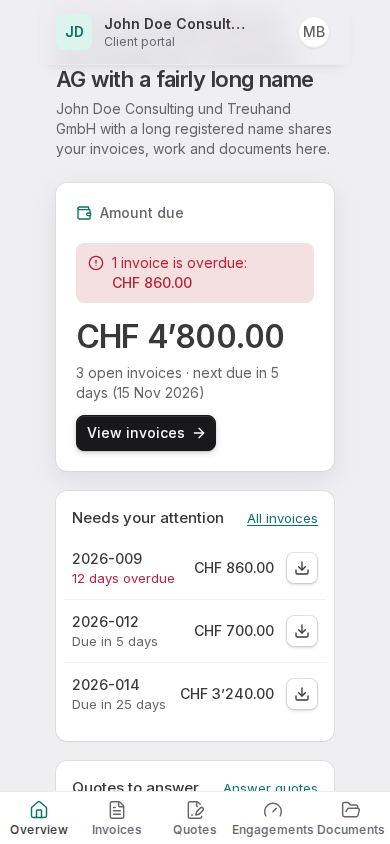 JD
John Doe Consult...
Client portal
MB
AG with a fairly long name
John Doe Consulting und Treuhand
GmbH with a long registered name shares
your invoices, work and documents here.
Amount due
1 invoice is overdue:
CHF 860.00
CHF 4’800.00
3 open invoices · next due in 5
days (15 Nov 2026)
View invoices →
Needs your attention
All invoices
2026-009
12 days overdue
CHF 860.00
2026-012
Due in 5 days
CHF 700.00
2026-014
Due in 25 days
CHF 3’240.00
Quotes to answer
Answer quotes
Overview
Invoices
Quotes
Engagements
Documents